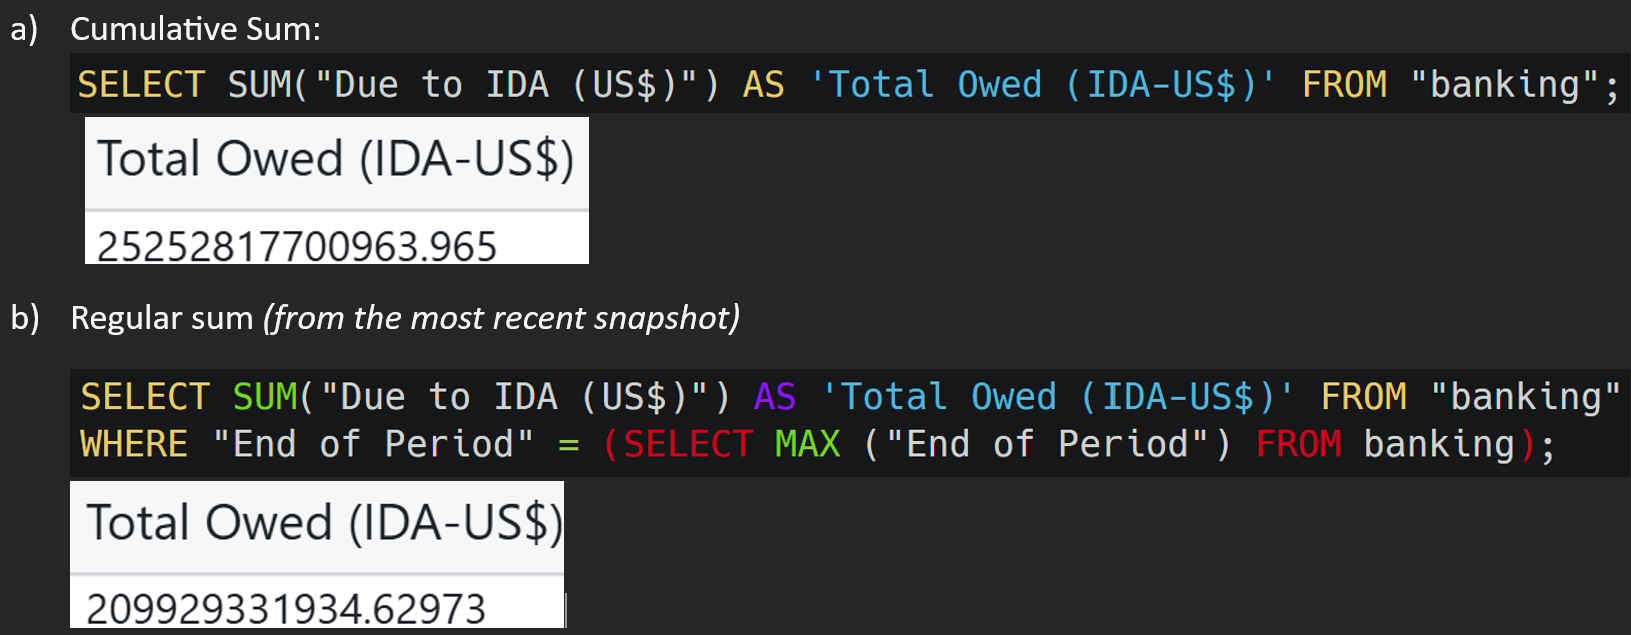 a) Cumulative Sum:
SELECT SUM("Due to IDA (US$)") AS 'Total Owed (IDA-US$)' FROM "banking";
Total Owed (IDA-US$)
25252817700963.965
b) Regular sum (from the most recent snapshot)
SELECT SUM("Due to IDA (US$)") AS 'Total Owed (IDA-US$)' FROM "banking"
WHERE "End of Period" = (SELECT MAX ("End of Period") FROM banking);
Total Owed (IDA-US$)
209929331934.62973